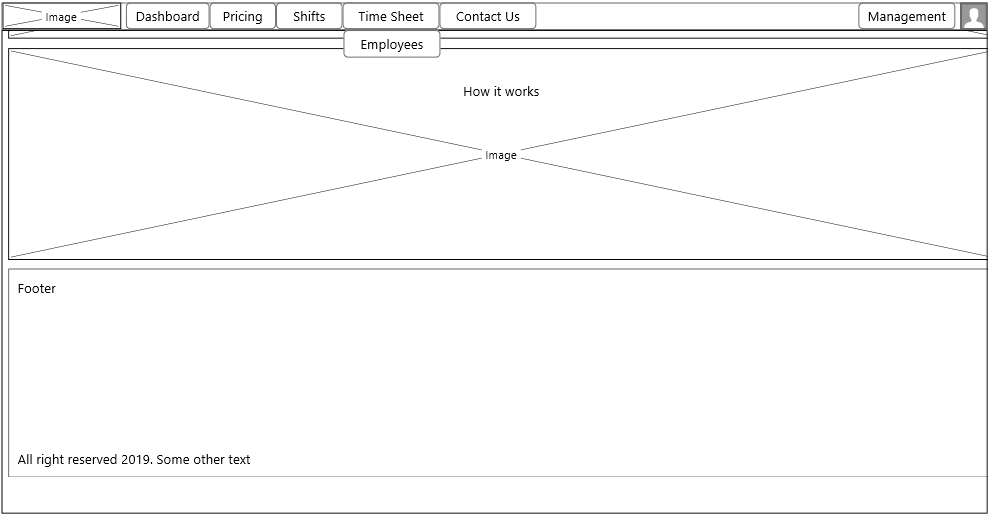 Image Dashboard Pricing Shifts Time Sheet Contact Us Management
Employees
How it works
Image
Footer
All right reserved 2019. Some other text